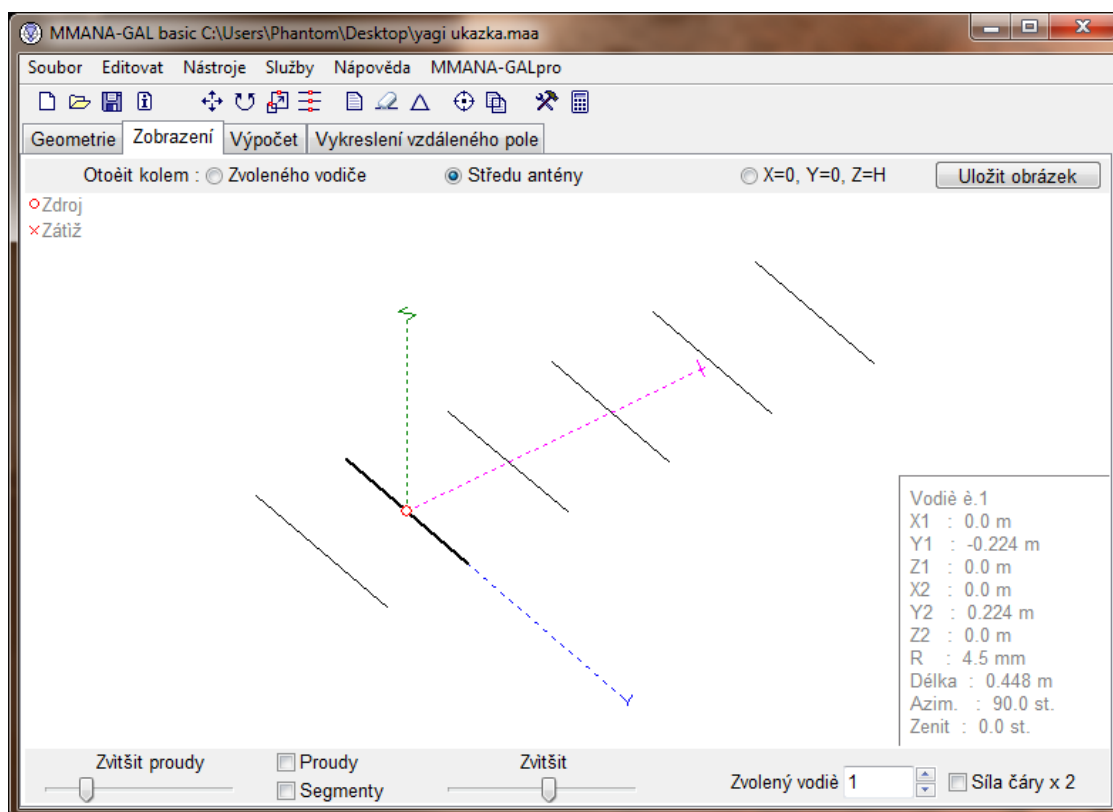 MMANA-GAL basic C:\Users\Phantom\Desktop\yagi ukazka.maa
Soubor Editovat Nástroje Služby Nápověda MMANA-GALpro
Geometrie Zobrazení Výpočet Vykreslení vzdáleného pole
Otoèit kolem : Zvoleného vodiče Středu antény X=0, Y=0, Z=H Uložit obrázek
Zdroj
Zátìž
Z
X
Y
Vodiè è.1
X1 : 0.0 m
Y1 : -0.224 m
Z1 : 0.0 m
X2 : 0.0 m
Y2 : 0.224 m
Z2 : 0.0 m
R : 4.5 mm
Délka : 0.448 m
Azim. : 90.0 st.
Zenit : 0.0 st.
Zvìtšit proudy Proudy Zvìtšit
Segmenty Zvolený vodiè 1 Síla čáry x 2